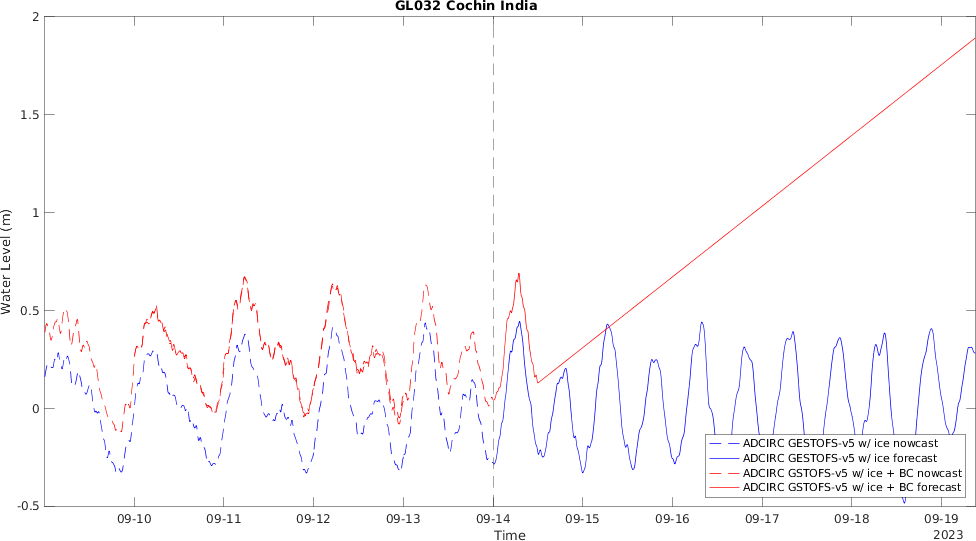 GL032 Cochin India
2
1.5
1
0.5
0
-0.5
Water Level (m)
ADCIRC GESTOFS-v5 w/ ice nowcast
ADCIRC GESTOFS-v5 w/ ice forecast
ADCIRC GSTOFS-v5 w/ ice + BC nowcast
ADCIRC GSTOFS-v5 w/ ice + BC forecast
09-10 09-11 09-12 09-13 09-14 09-15 09-16 09-17 09-18 09-19
Time
2023